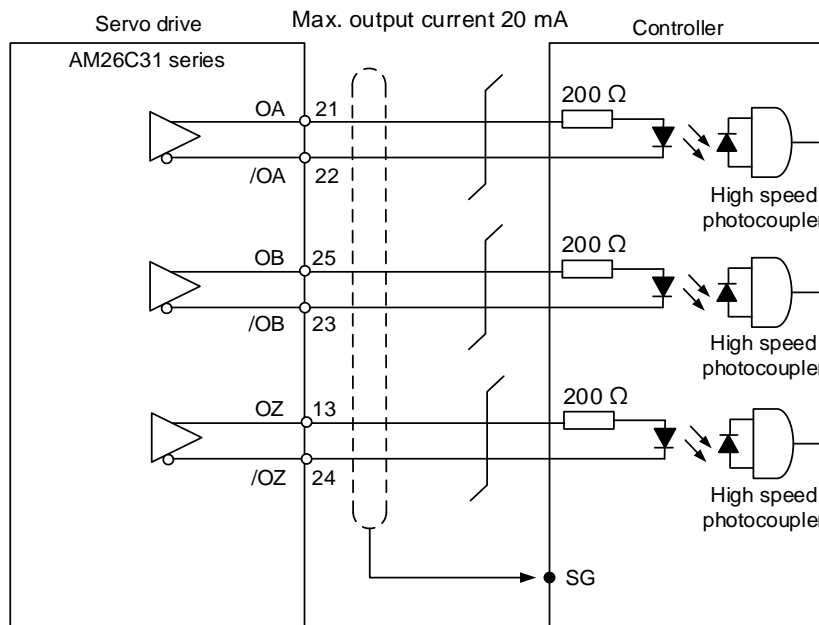 Servo drive
Max. output current 20 mA
Controller
AM26C31 series
OA
21
200 Ω
/OA
22
High speed
photocoupler
OB
25
200 Ω
/OB
23
High speed
photocoupler
OZ
13
200 Ω
/OZ
24
High speed
photocoupler
SG